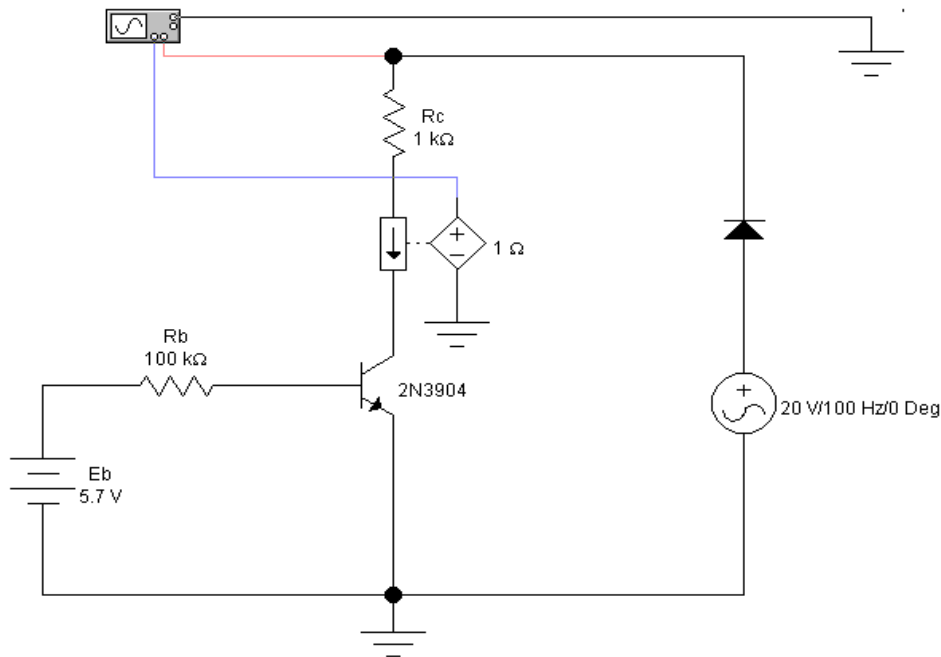 Rc
1 kΩ
1 Ω
Rb
100 kΩ
2N3904
20 V/100 Hz/0 Deg
Eb
5.7 V